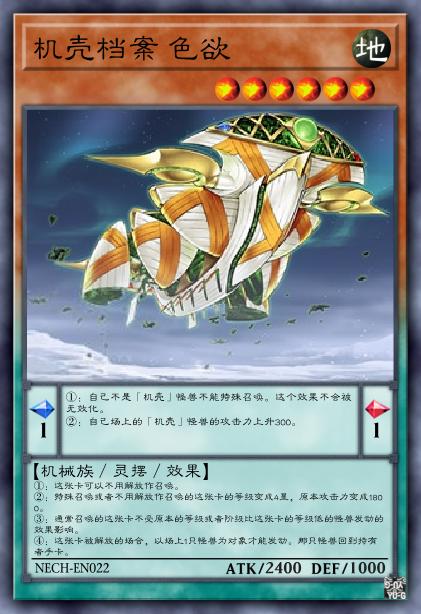 机壳档案 色欲
地
①：自己不是「机壳」怪兽不能特殊召唤。这个效果不会被
无效化。
②：自己场上的「机壳」怪兽的攻击力上升300。
1
1
【机械族／灵摆／效果】
①：这张卡可以不用解放作召唤。
②：特殊召唤或者不用解放作召唤的这张卡的等级变成4星，原本攻击力变成180
0。
③：通常召唤的这张卡不受原本的等级或者阶级比这张卡的等级低的怪兽发动的
效果影响。
④：这张卡被解放的场合，以场上1只怪兽为对象才能发动。那只怪兽回到持有
者手卡。
NECH-EN022
ATK/2400 DEF/1000